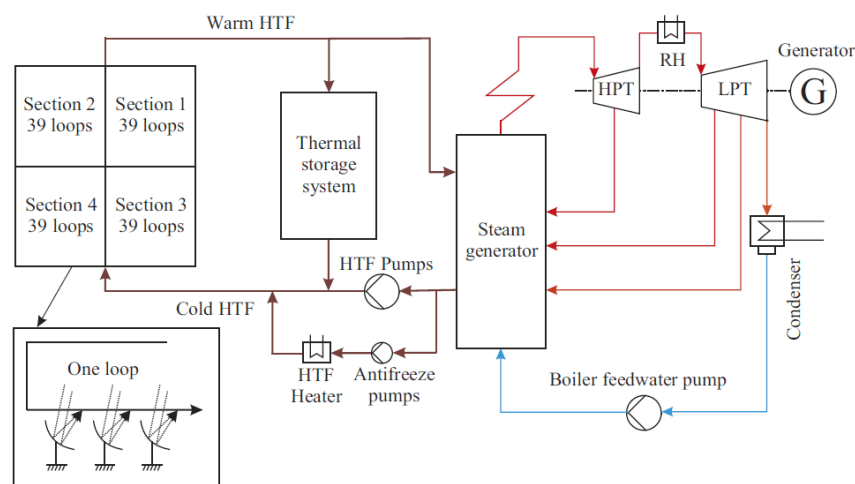 Warm HTF
Section 2
39 loops
Section 1
39 loops
Section 4
39 loops
Section 3
39 loops
Thermal
storage
system
HTF Pumps
Cold HTF
HTF
Heater
Antifreeze
pumps
One loop
Steam
generator
HPT
RH
LPT
Generator
G
Condenser
Boiler feedwater pump